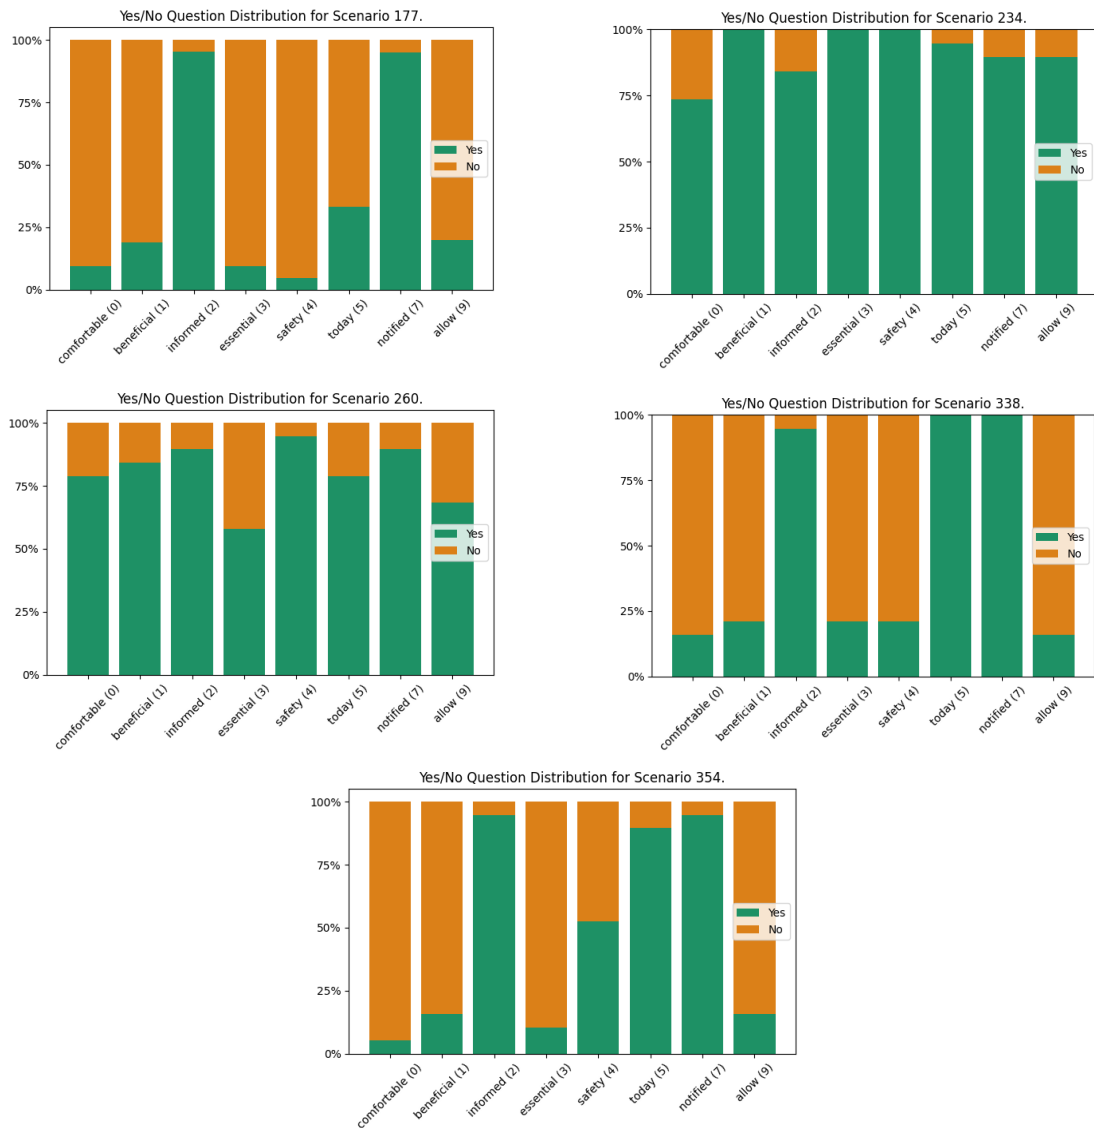 Yes/No Question Distribution for Scenario 177.
100%
75%
50%
25%
0%
Yes
No
comfortable (0)
beneficial (1)
informed (2)
essential (3)
safety (4)
today (5)
notified (7)
allow (9)
Yes/No Question Distribution for Scenario 234.
100%
75%
50%
25%
0%
Yes
No
comfortable (0)
beneficial (1)
informed (2)
essential (3)
safety (4)
today (5)
notified (7)
allow (9)
Yes/No Question Distribution for Scenario 260.
100%
75%
50%
25%
0%
Yes
No
comfortable (0)
beneficial (1)
informed (2)
essential (3)
safety (4)
today (5)
notified (7)
allow (9)
Yes/No Question Distribution for Scenario 338.
100%
75%
50%
25%
0%
Yes
No
comfortable (0)
beneficial (1)
informed (2)
essential (3)
safety (4)
today (5)
notified (7)
allow (9)
Yes/No Question Distribution for Scenario 354.
100%
75%
50%
25%
0%
Yes
No
comfortable (0)
beneficial (1)
informed (2)
essential (3)
safety (4)
today (5)
notified (7)
allow (9)